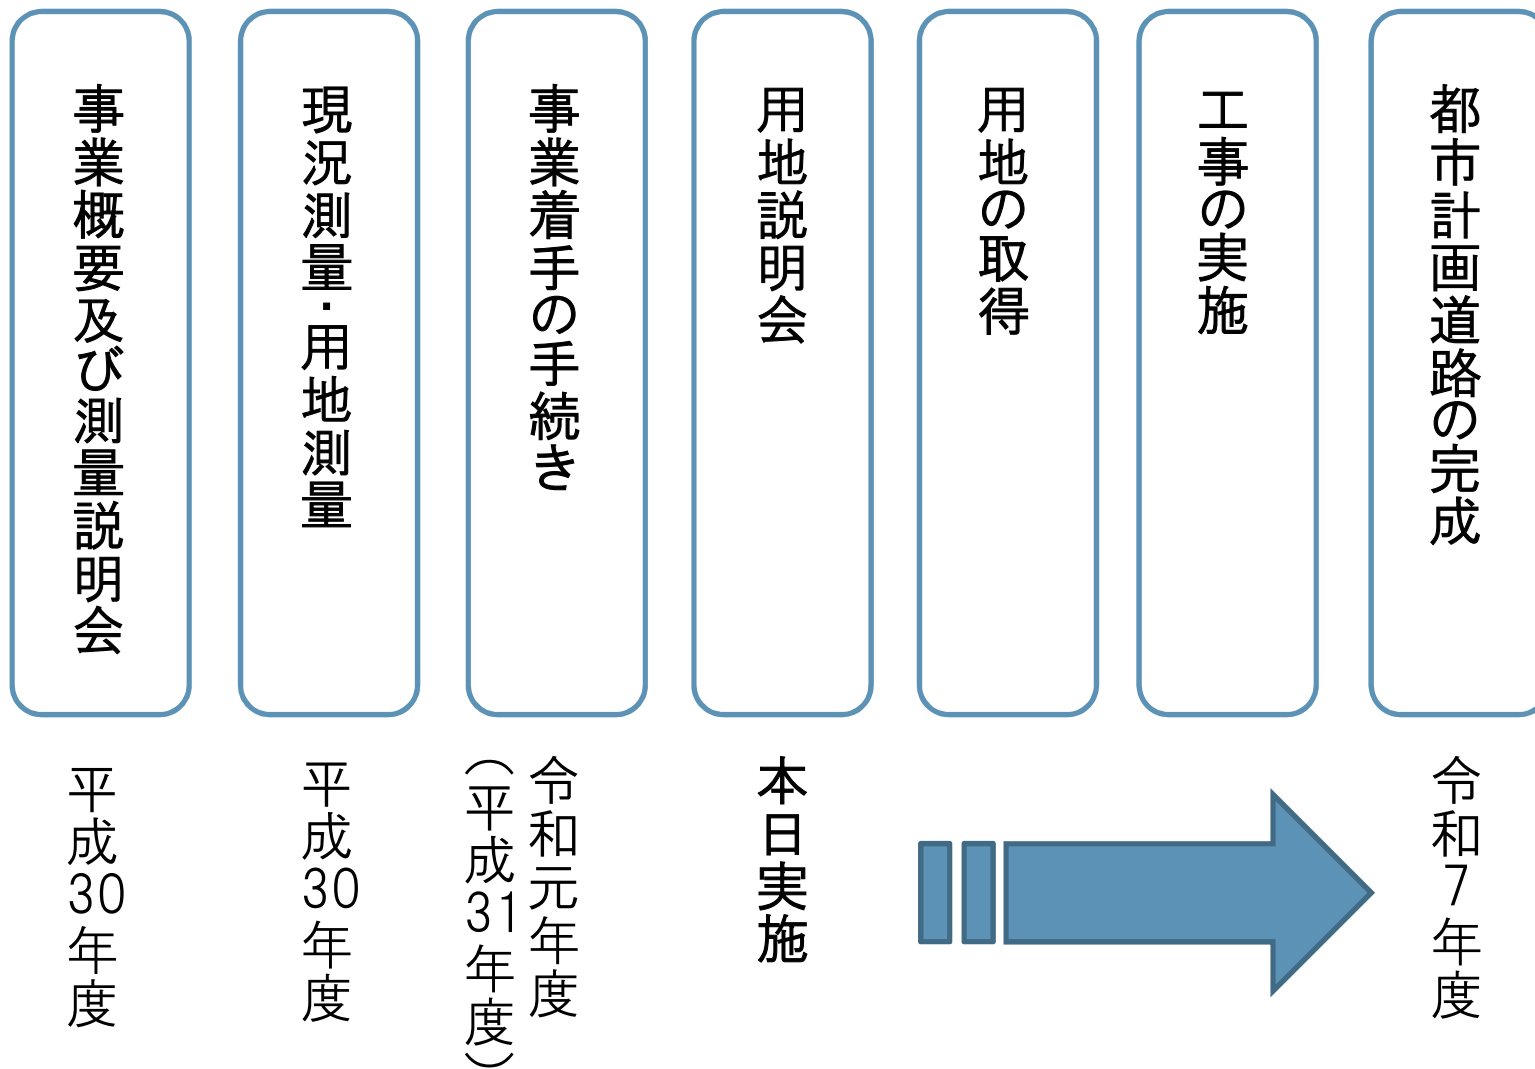 事業概要及び測量説明会
平成30年度
現況測量・用地測量
平成30年度
事業着手の手続き
令和元年度
（平成31年度）
用地説明会
本日実施
用地の取得
工事の実施
都市計画道路の完成
令和7年度